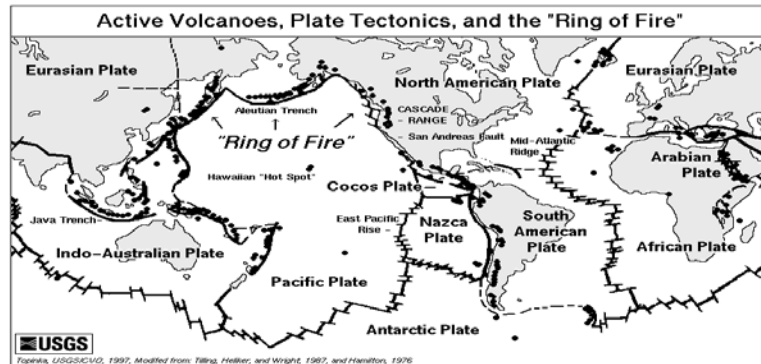 Active Volcanoes, Plate Tectonics, and the "Ring of Fire"
Eurasian Plate
North American Plate
Eurasian Plate
Aleutian Trench
CASCADE
RANGE
"Ring of Fire"
San Andreas Fault
Mid-Atlantic
Ridge
Arabian
Plate
Hawaiian "Hot Spot"
Cocos Plate
Java Trench
East Pacific
Rise
Nazca
Plate
South
American
Plate
Indo-Australian Plate
African Plate
Pacific Plate
Antarctic Plate
USGS
Topinka, USGS/CVO, 1997, Modified from: Tilling, Heliker, and Wright, 1987, and Hamilton, 1976